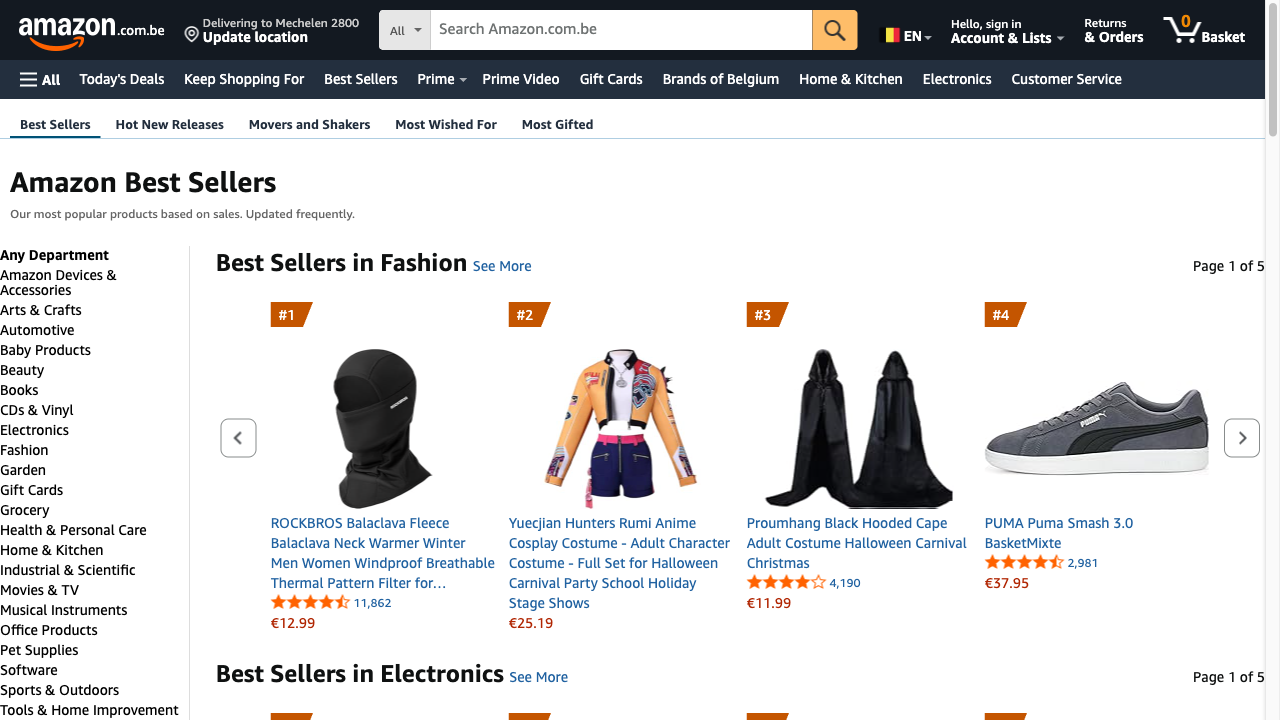 amazon.com.be
Delivering to Mechelen 2800
Update location
All
Search Amazon.com.be
EN
Hello, sign in
Account & Lists
Returns
& Orders
0
Basket
All
Today's Deals
Keep Shopping For
Best Sellers
Prime
Prime Video
Gift Cards
Brands of Belgium
Home & Kitchen
Electronics
Customer Service
Best Sellers
Hot New Releases
Movers and Shakers
Most Wished For
Most Gifted
Amazon Best Sellers
Our most popular products based on sales. Updated frequently.
Any Department
Amazon Devices &
Accessories
Arts & Crafts
Automotive
Baby Products
Beauty
Books
CDs & Vinyl
Electronics
Fashion
Garden
Gift Cards
Grocery
Health & Personal Care
Home & Kitchen
Industrial & Scientific
Movies & TV
Musical Instruments
Office Products
Pet Supplies
Software
Sports & Outdoors
Tools & Home Improvement
Best Sellers in Fashion See More
Page 1 of 5
#1
ROCKBROS
ROCKBROS Balaclava Fleece
Balaclava Neck Warmer Winter
Men Women Windproof Breathable
Thermal Pattern Filter for…
11,862
€12.99
#2
Yuecjian Hunters Rumi Anime
Cosplay Costume - Adult Character
Costume - Full Set for Halloween
Carnival Party School Holiday
Stage Shows
€25.19
#3
Proumhang Black Hooded Cape
Adult Costume Halloween Carnival
Christmas
4,190
€11.99
#4
PUMA
PUMA Puma Smash 3.0
BasketMixte
2,981
€37.95
Best Sellers in Electronics See More
Page 1 of 5